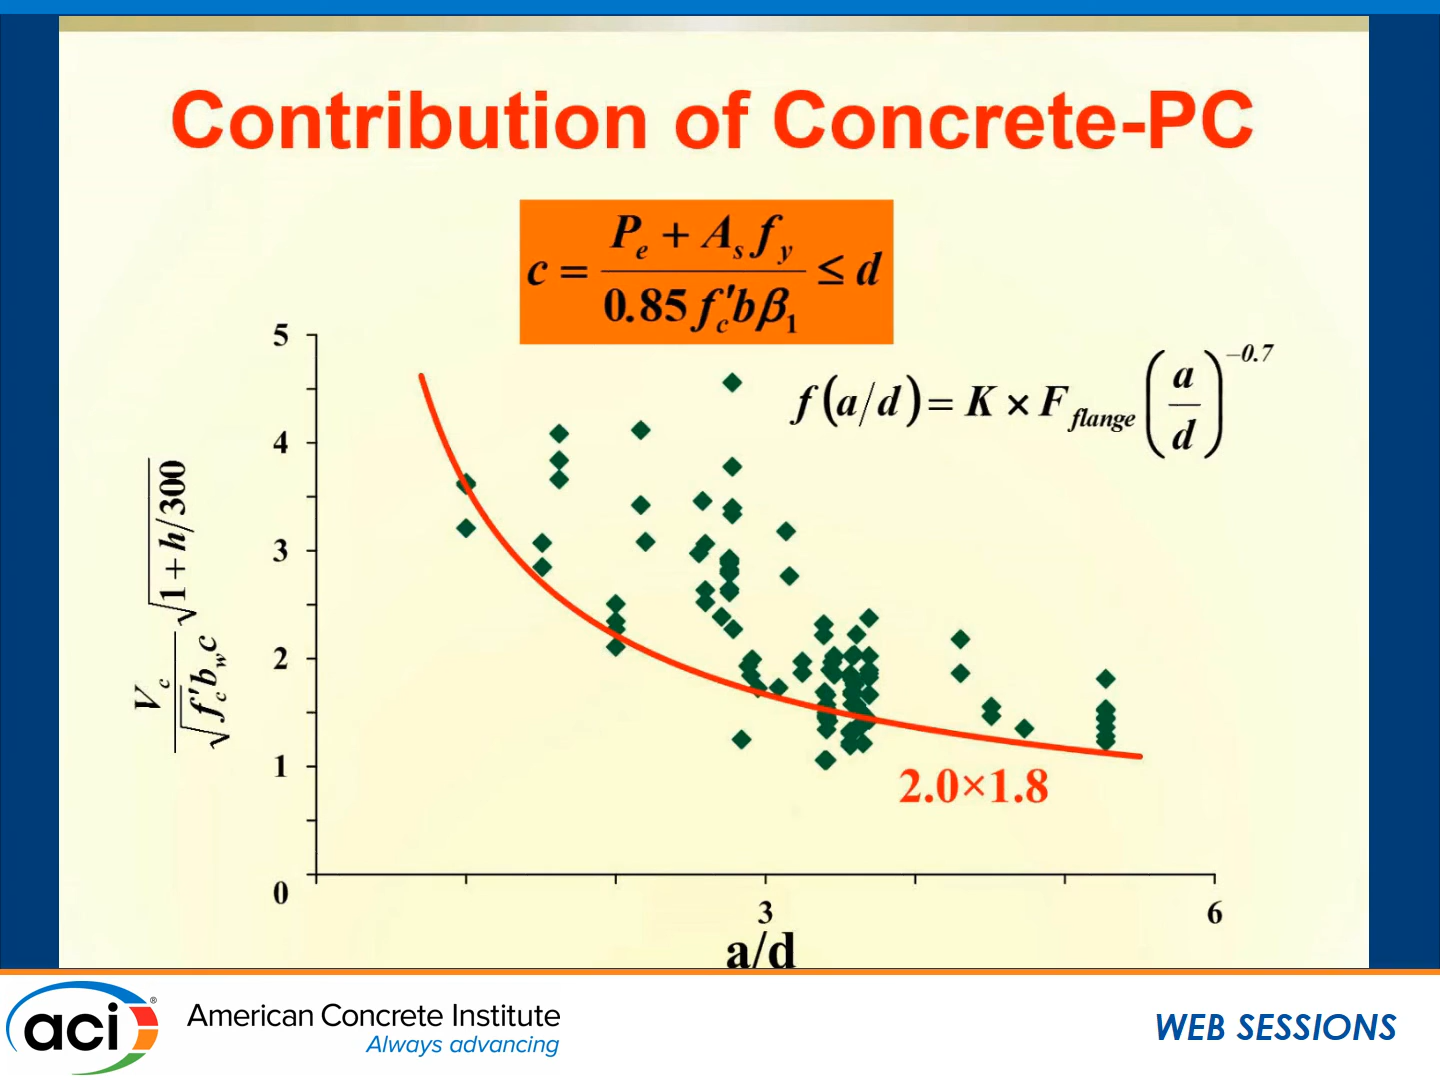 Contribution of Concrete-PC
c = (P_e + A_s f_y) / (0.85 f'_c b β_1) ≤ d
f(a/d) = K × F_flange (a/d)^−0.7
5
4
3
2
1
0
V_c / (√f'_c b_w c) √1 + h/300
2.0×1.8
3
6
a/d
aci®
American Concrete Institute
Always advancing
WEB SESSIONS